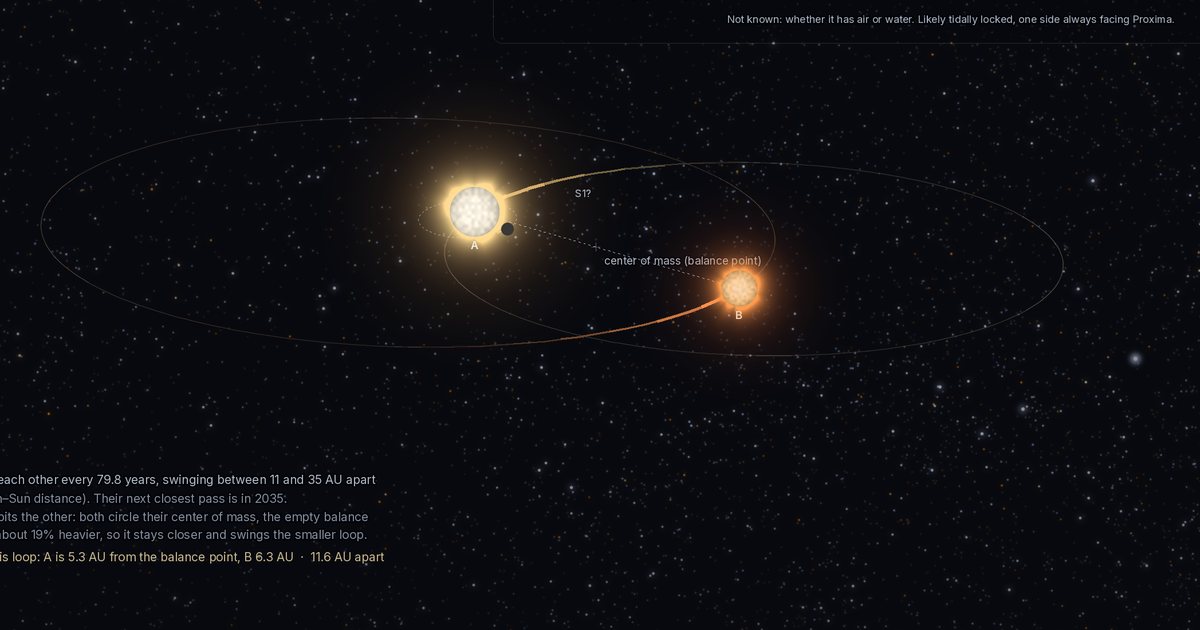 Not known: whether it has air or water. Likely tidally locked, one side always facing Proxima.
S1?
A
center of mass (balance point)
B
each other every 79.8 years, swinging between 11 and 35 AU apart
–Sun distance). Their next closest pass is in 2035.
the other: both circle their center of mass, the empty balance
about 19% heavier, so it stays closer and swings the smaller loop.
loop: A is 5.3 AU from the balance point, B 6.3 AU · 11.6 AU apart